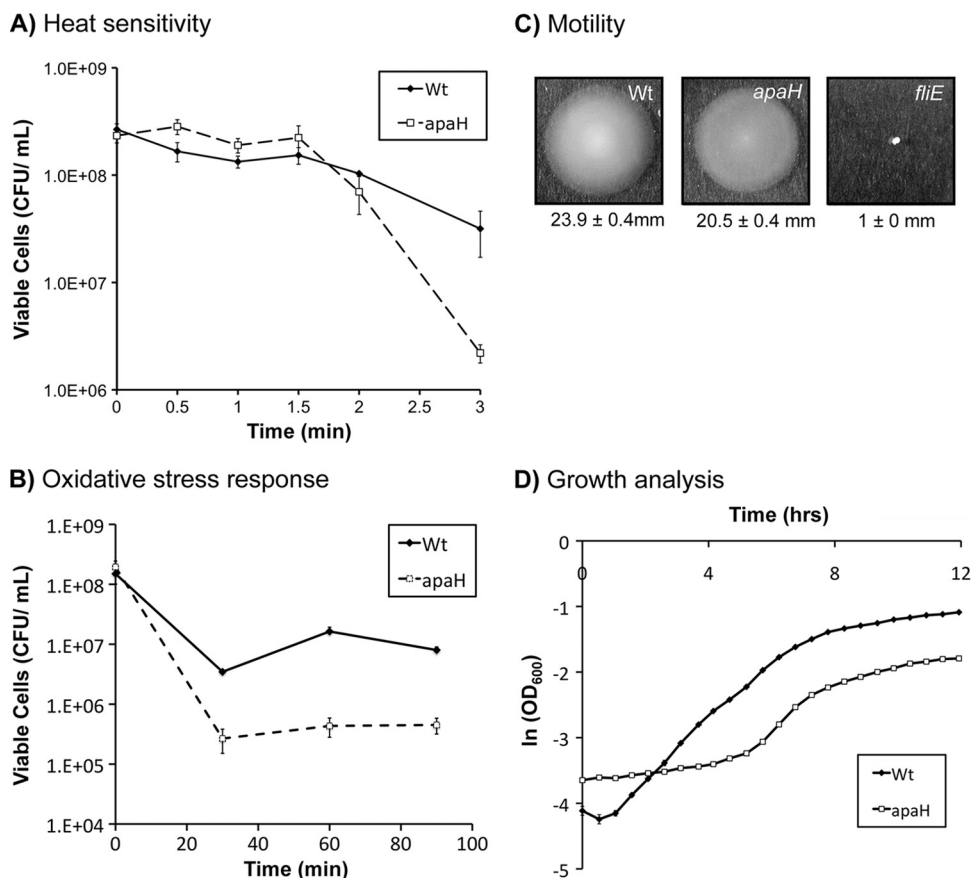 A) Heat sensitivity
Viable Cells (CFU/ mL)
1.0E+09
1.0E+08
1.0E+07
1.0E+06
Wt
apaH
0 0.5 1 1.5 2 2.5 3
Time (min)
C) Motility
Wt
apaH
fliE
23.9 ± 0.4mm
20.5 ± 0.4 mm
1 ± 0 mm
B) Oxidative stress response
Viable Cells (CFU/ mL)
1.E+09
1.E+08
1.E+07
1.E+06
1.E+05
1.E+04
Wt
apaH
0 20 40 60 80 100
Time (min)
D) Growth analysis
Time (hrs)
0 4 8 12
ln (OD600)
0
-1
-2
-3
-4
-5
Wt
apaH